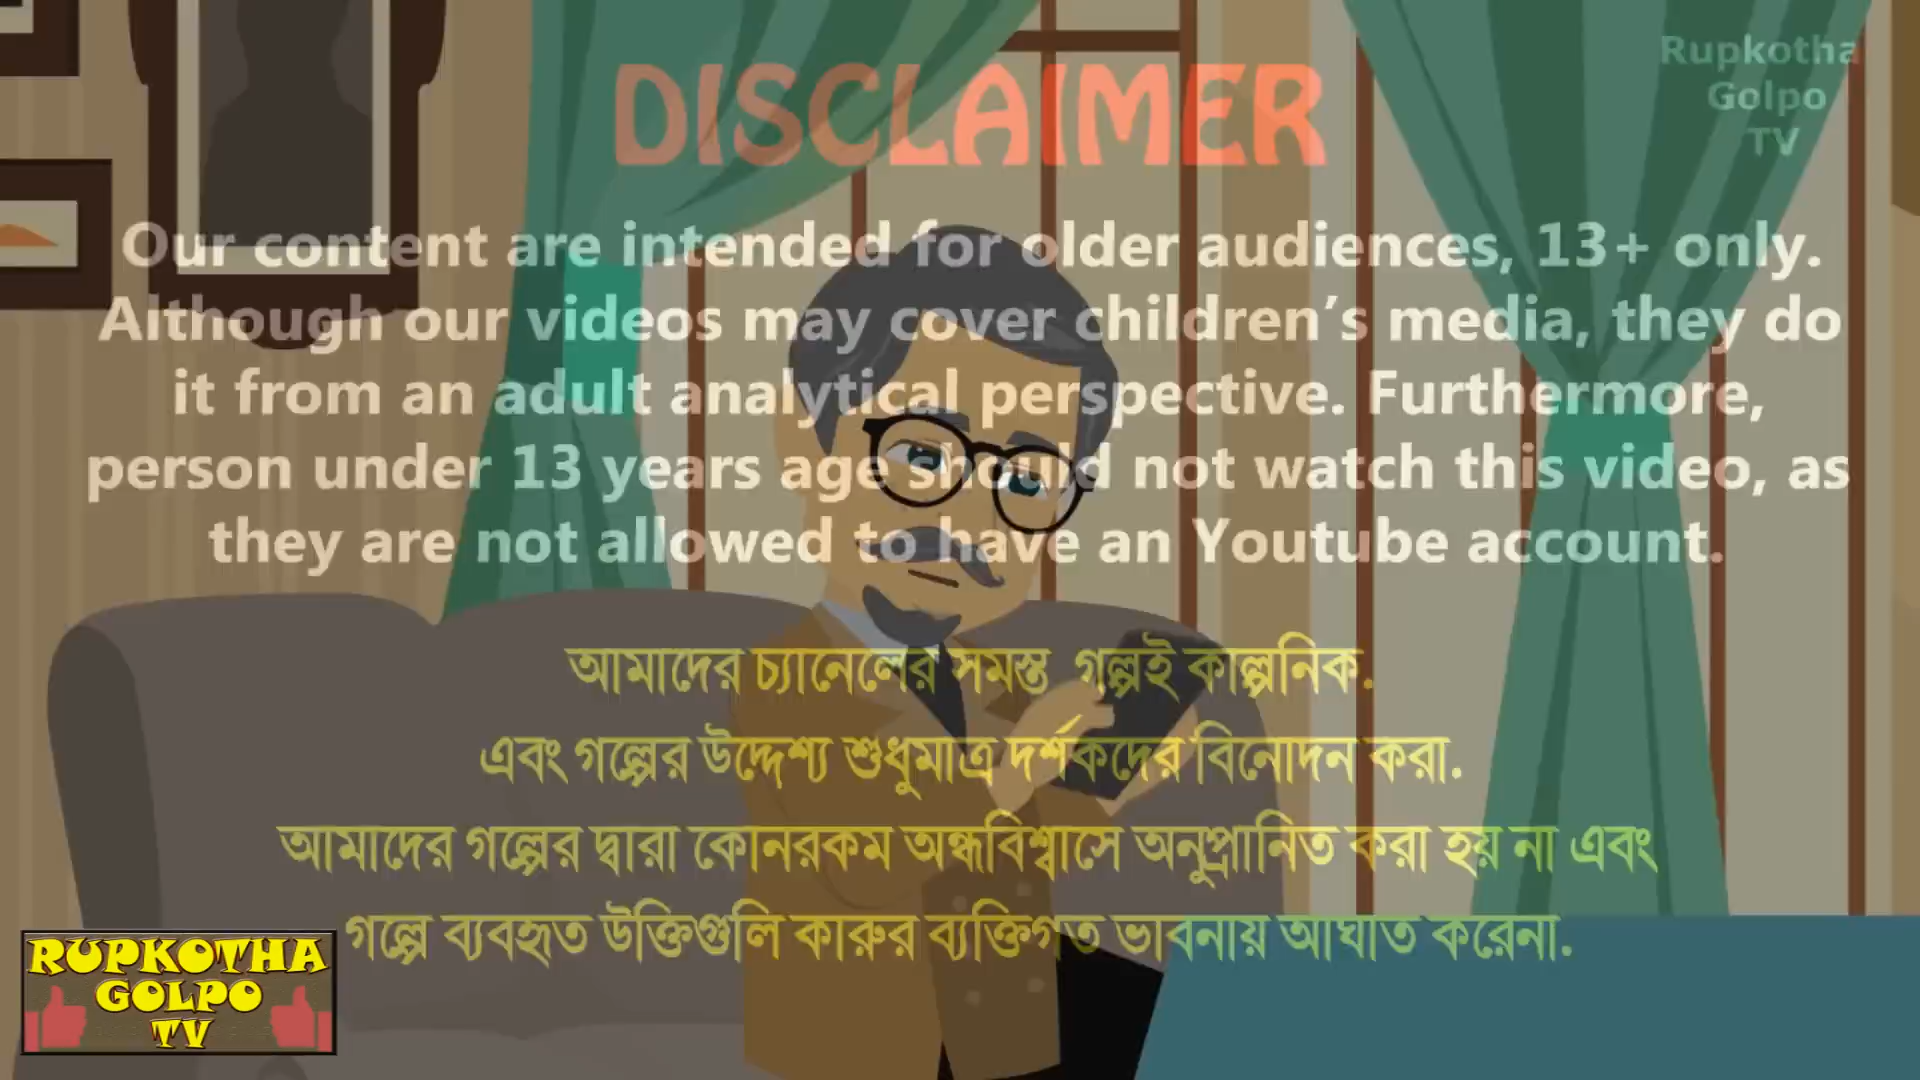 Rupkotha
Golpo
TV
DISCLAIMER
Our content are intended for older audiences, 13+ only.
Although our videos may cover children’s media, they do
it from an adult analytical perspective. Furthermore,
person under 13 years age should not watch this video, as
they are not allowed to have an Youtube account.
আমাদের চ্যানেলের সমস্ত গল্পই কাল্পনিক.
এবং গল্পের উদ্দেশ্য শুধুমাত্র দর্শকদের বিনোদন করা.
আমাদের গল্পের দ্বারা কোনরকম অন্ধবিশ্বাসে অনুপ্রানিত করা হয় না এবং
গল্পে ব্যবহৃত উক্তিগুলি কারুর ব্যক্তিগত ভাবনায় আঘাত করেনা.
RUPKOTHA
GOLPO
TV